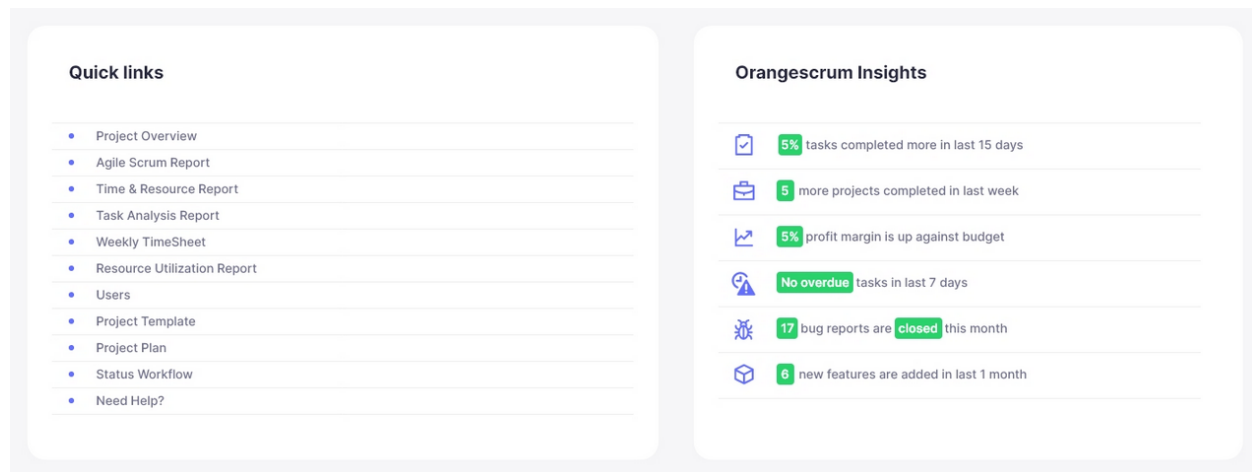 Quick links
Project Overview
Agile Scrum Report
Time & Resource Report
Task Analysis Report
Weekly TimeSheet
Resource Utilization Report
Users
Project Template
Project Plan
Status Workflow
Need Help?
Orangescrum Insights
5% tasks completed more in last 15 days
5 more projects completed in last week
5% profit margin is up against budget
No overdue tasks in last 7 days
17 bug reports are closed this month
6 new features are added in last 1 month